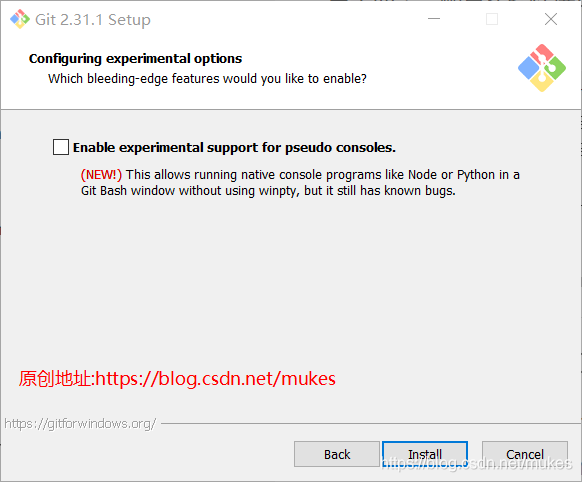 Git 2.31.1 Setup
Configuring experimental options
Which bleeding-edge features would you like to enable?
Enable experimental support for pseudo consoles.
(NEW!) This allows running native console programs like Node or Python in a
Git Bash window without using winpty, but it still has known bugs.
原创地址:https://blog.csdn.net/mukes
https://gitforwindows.org/
Back
Install
Cancel
https://blog.csdn.net/mukes